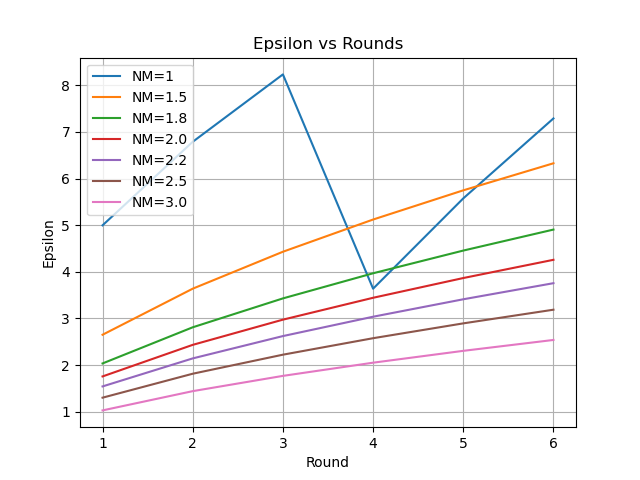 Epsilon vs Rounds
NM=1
NM=1.5
NM=1.8
NM=2.0
NM=2.2
NM=2.5
NM=3.0
8
7
6
5
4
3
2
1
Epsilon
1 2 3 4 5 6
Round